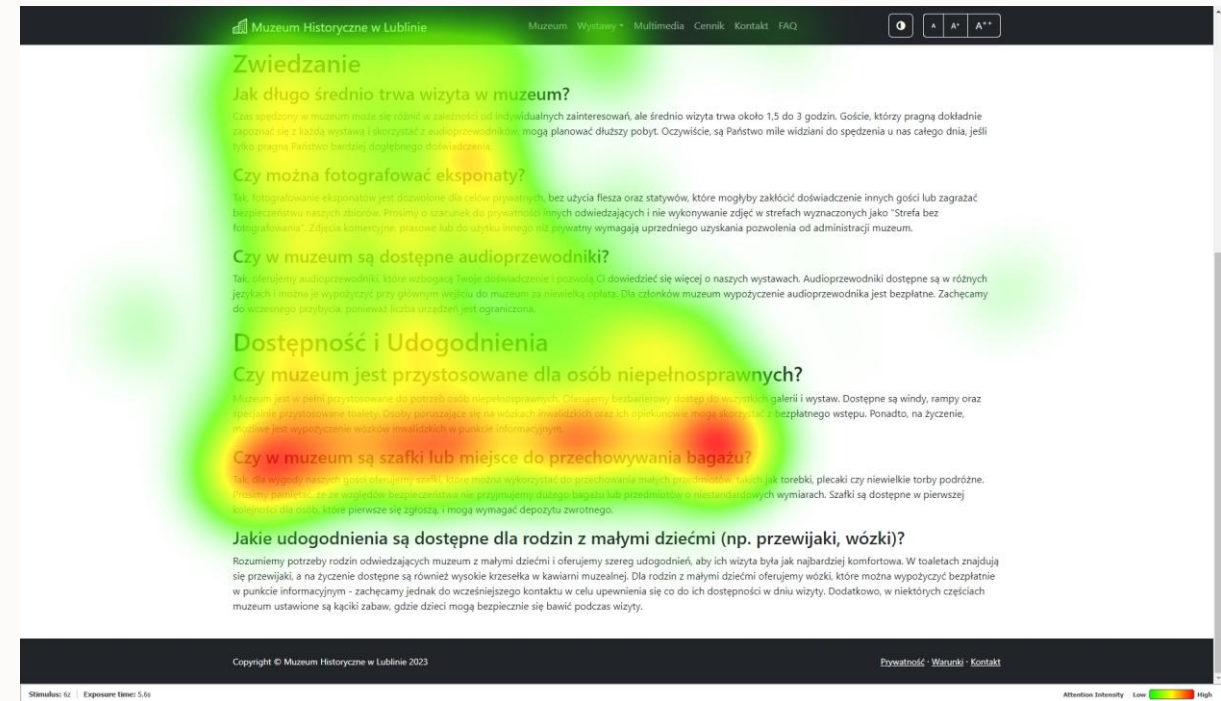 Muzeum Historyczne w Lublinie
Muzeum Wystawy Multimedia Cennik Kontakt FAQ
A A+ A++
Zwiedzanie
Jak długo średnio trwa wizyta w muzeum?
Czas spędzony w muzeum może się różnić w zależności od indywidualnych zainteresowań, ale średnio wizyta trwa około 1,5 do 3 godzin. Goście, którzy pragną dokładnie
zapoznać się z każdą wystawą i skorzystać z audioprzewodników, mogą planować dłuższy pobyt. Oczywiście, są Państwo mile widziani do spędzenia u nas całego dnia, jeśli
tylko pragną Państwo bardziej dogłębnego doświadczenia.
Czy można fotografować eksponaty?
Tak, fotografowanie eksponatów jest dozwolone dla celów prywatnych, bez użycia flesza oraz statywów, które mogłyby zakłócić doświadczenie innych gości lub zagrażać
bezpieczeństwu naszych zbiorów. Prosimy o szacunek do prywatności innych odwiedzających i nie wykonywanie zdjęć w strefach wyznaczonych jako "Strefa bez
fotografowania". Zdjęcia komercyjne, prasowe lub do użytku innego niż prywatny wymagają uprzedniego uzyskania pozwolenia od administracji muzeum.
Czy w muzeum są dostępne audioprzewodniki?
Tak, oferujemy audioprzewodniki, które wzbogacą Twoje doświadczenie i pozwolą Ci dowiedzieć się więcej o naszych wystawach. Audioprzewodniki dostępne są w różnych
językach i można je wypożyczyć przy głównym wejściu do muzeum za niewielką opłatą. Dla członków muzeum wypożyczenie audioprzewodnika jest bezpłatne. Zachęcamy
do wczesnego przybycia, ponieważ liczba urządzeń jest ograniczona.
Dostępność i Udogodnienia
Czy muzeum jest przystosowane dla osób niepełnosprawnych?
Muzeum jest w pełni przystosowane do potrzeb osób niepełnosprawnych. Oferujemy bezbarierowy dostęp do wszystkich galerii i wystaw. Dostępne są windy, rampy oraz
specjalnie przystosowane toalety. Osoby poruszające się na wózkach inwalidzkich oraz ich opiekunowie mogą skorzystać z bezpłatnego wstępu. Ponadto, na życzenie,
możliwe jest wypożyczenie wózków inwalidzkich w punkcie informacyjnym.
Czy w muzeum są szafki lub miejsce do przechowywania bagażu?
Tak, dla wygody naszych gości oferujemy szafki, które można wykorzystać do przechowania małych przedmiotów, takich jak torebki, plecaki czy niewielkie torby podróżne.
Prosimy pamiętać, że ze względów bezpieczeństwa nie przyjmujemy dużego bagażu lub przedmiotów o niestandardowych wymiarach. Szafki są dostępne w pierwszej
kolejności dla osób, które pierwsze się zgłoszą, i mogą wymagać depozytu zwrotnego.
Jakie udogodnienia są dostępne dla rodzin z małymi dziećmi (np. przewijaki, wózki)?
Rozumiemy potrzeby rodzin odwiedzających muzeum z małymi dziećmi i oferujemy szereg udogodnień, aby ich wizyta była jak najbardziej komfortowa. W toaletach znajdują
się przewijaki, a na życzenie dostępne są również wysokie krzesełka w kawiarni muzealnej. Dla rodzin z małymi dziećmi oferujemy wózki, które można wypożyczyć bezpłatnie
w punkcie informacyjnym - zachęcamy jednak do wcześniejszego kontaktu w celu upewnienia się co do ich dostępności w dniu wizyty. Dodatkowo, w niektórych częściach
muzeum ustawione są kąciki zabaw, gdzie dzieci mogą bezpiecznie się bawić podczas wizyty.
Copyright © Muzeum Historyczne w Lublinie 2023
Prywatność · Warunki · Kontakt
Stimulus: 6z Exposure time: 5,6s
Attention Intensity Low High